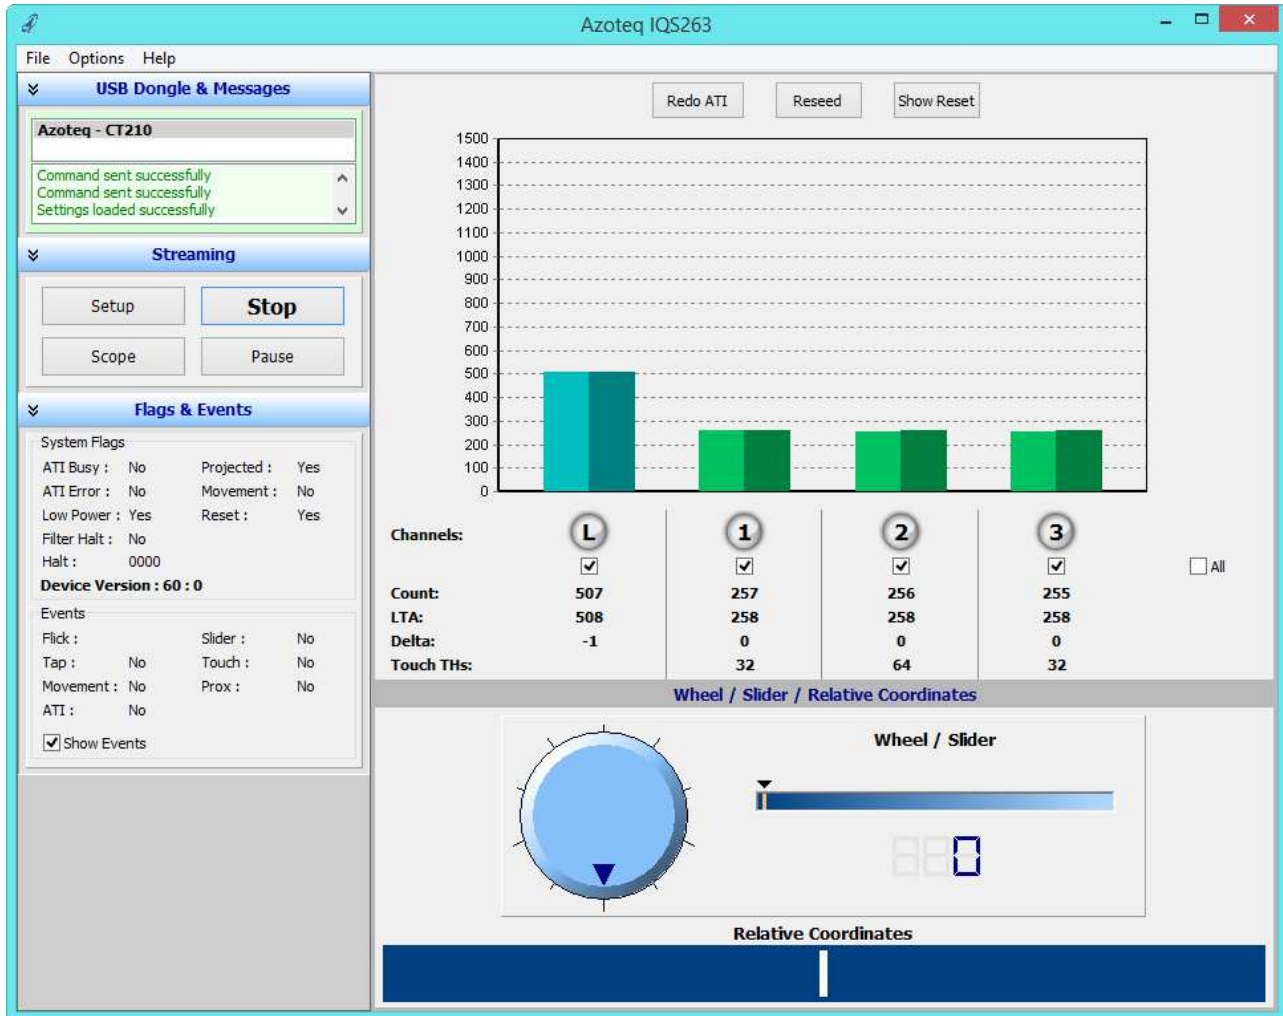 Azoteq IQS263
File Options Help
USB Dongle & Messages
Azoteq - CT210
Command sent successfully
Command sent successfully
Settings loaded successfully
Streaming
Setup Stop
Scope Pause
Flags & Events
System Flags
ATI Busy : No Projected : Yes
ATI Error : No Movement : No
Low Power : Yes Reset : Yes
Filter Halt : No
Halt : 0000
Device Version : 60 : 0
Events
Flick : Slider : No
Tap : No Touch : No
Movement : No Prox : No
ATI : No
Show Events
Redo ATI Reseed Show Reset
1500
1400
1300
1200
1100
1000
900
800
700
600
500
400
300
200
100
0
Channels: L 1 2 3
All
Count: 507 257 256 255
LTA: 508 258 258 258
Delta: -1 0 0 0
Touch THs: 32 64 32
Wheel / Slider / Relative Coordinates
Wheel / Slider
0
Relative Coordinates